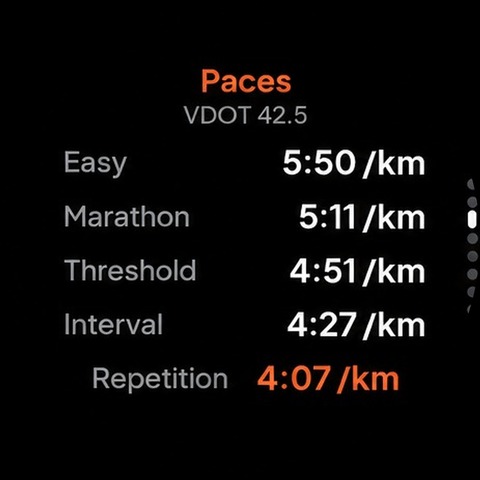 Paces
VDOT 42.5
Easy 5:50 /km
Marathon 5:11 /km
Threshold 4:51 /km
Interval 4:27 /km
Repetition 4:07 /km